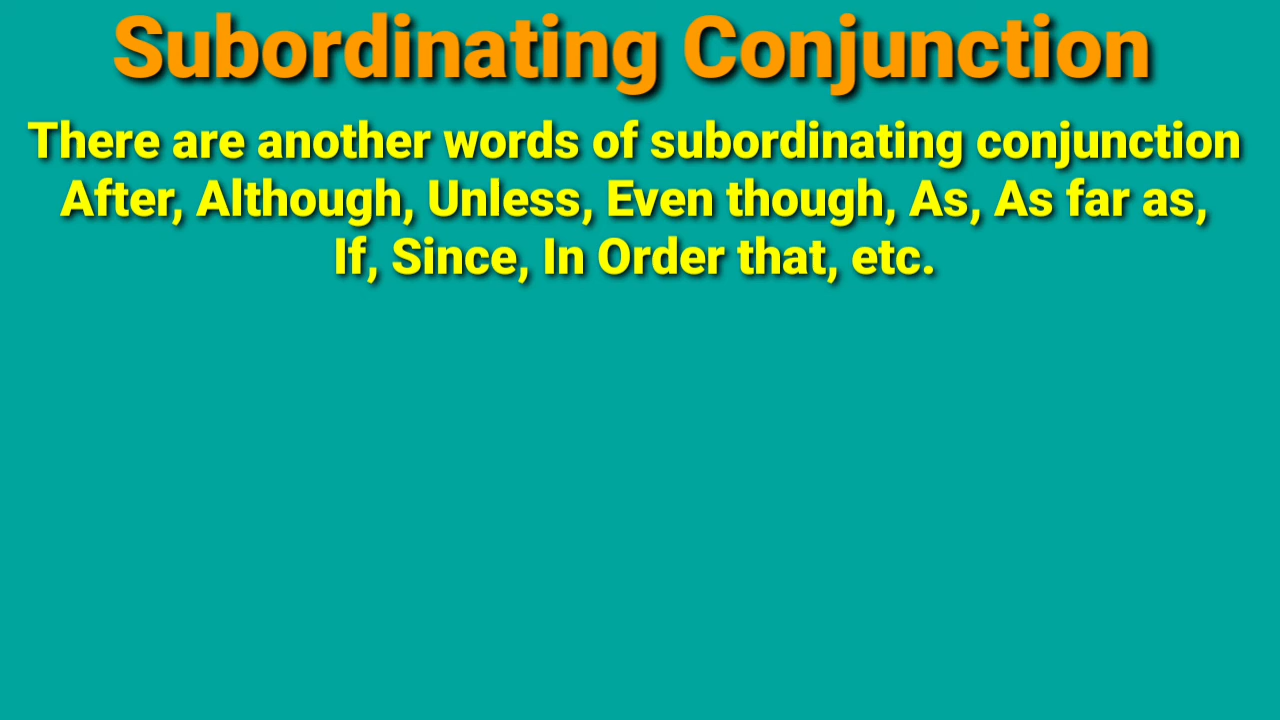 Subordinating Conjunction
There are another words of subordinating conjunction
After, Although, Unless, Even though, As, As far as,
If, Since, In Order that, etc.